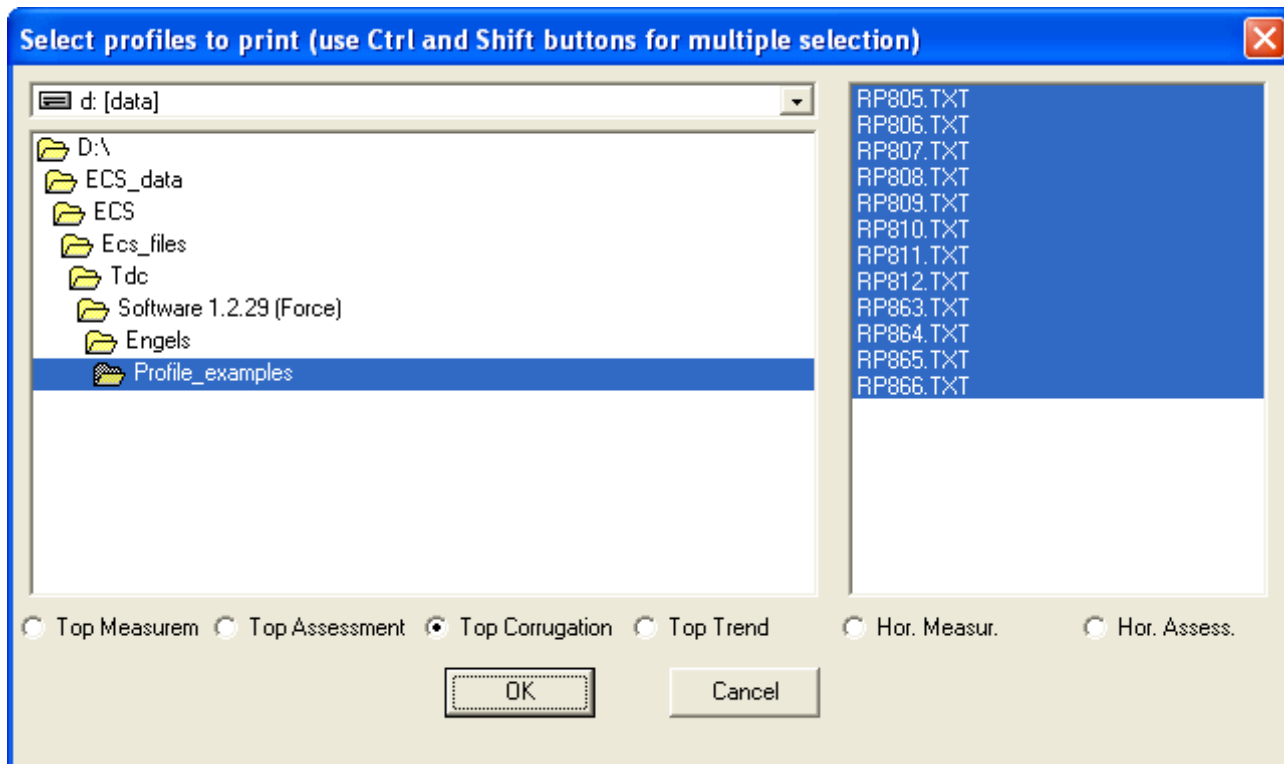 Select profiles to print (use Ctrl and Shift buttons for multiple selection)
d: [data]
D:\
ECS_data
ECS
Ecs_files
Tdc
Software 1.2.29 (Force)
Engels
Profile_examples
RP805.TXT
RP806.TXT
RP807.TXT
RP808.TXT
RP809.TXT
RP810.TXT
RP811.TXT
RP812.TXT
RP863.TXT
RP864.TXT
RP865.TXT
RP866.TXT
Top Measurem Top Assessment Top Corrugation Top Trend Hor. Measur. Hor. Assess.
OK Cancel